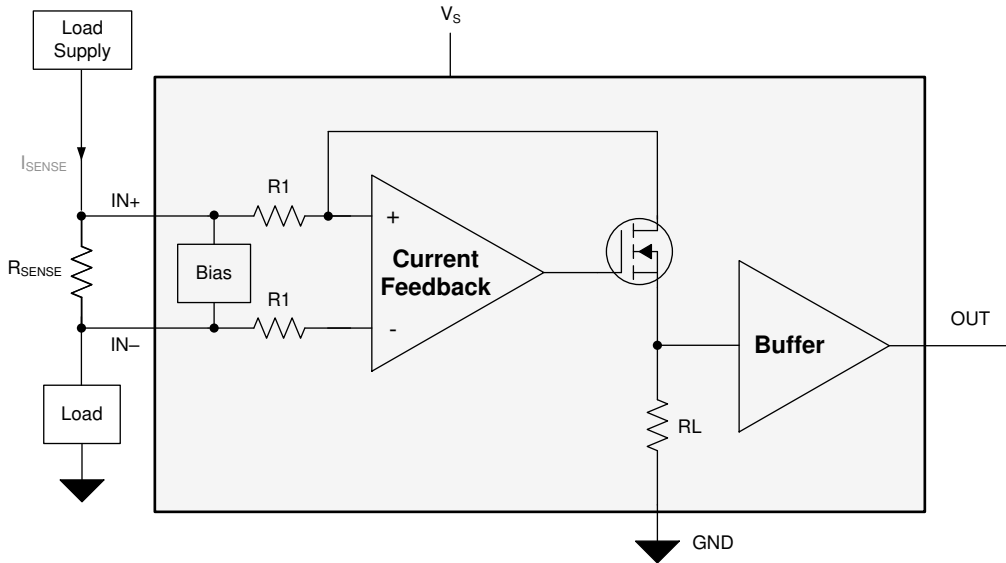 Load
Supply
VS
ISENSE
IN+
R1
+
RSENSE
Bias
Current
Feedback
R1
-
IN–
OUT
Buffer
Load
RL
GND